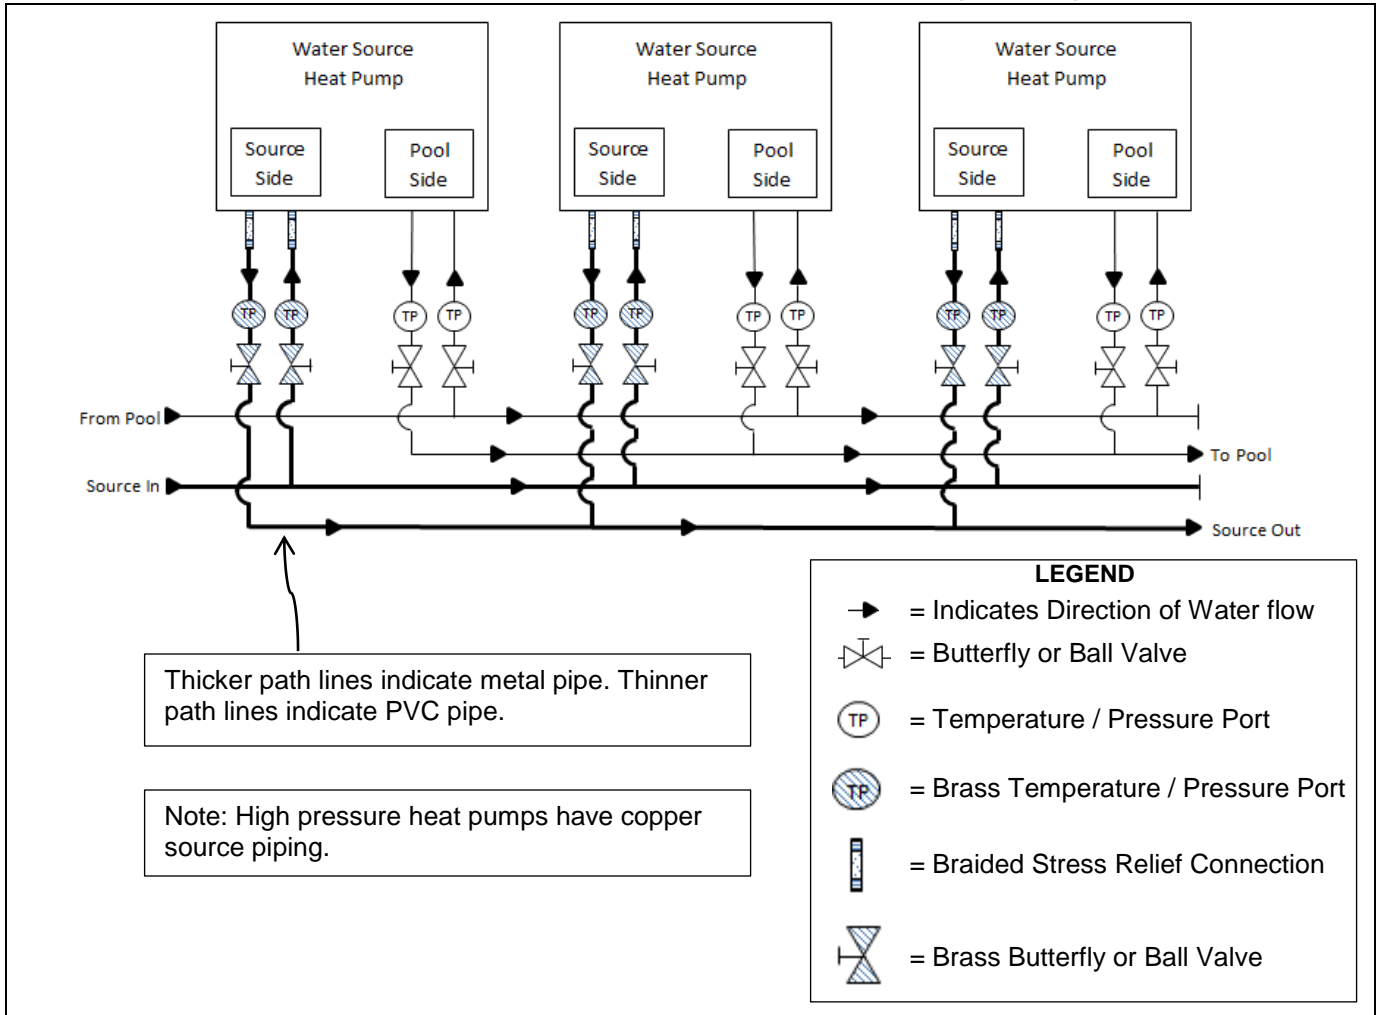 Water Source
Heat Pump
Water Source
Heat Pump
Water Source
Heat Pump
Source
Side
Pool
Side
Source
Side
Pool
Side
Source
Side
Pool
Side
TP
TP
TP
TP
TP
TP
TP
TP
TP
TP
TP
TP
From Pool
To Pool
Source In
Source Out
Thicker path lines indicate metal pipe. Thinner
path lines indicate PVC pipe.
Note: High pressure heat pumps have copper
source piping.
LEGEND
= Indicates Direction of Water flow
= Butterfly or Ball Valve
TP = Temperature / Pressure Port
TP = Brass Temperature / Pressure Port
= Braided Stress Relief Connection
= Brass Butterfly or Ball Valve